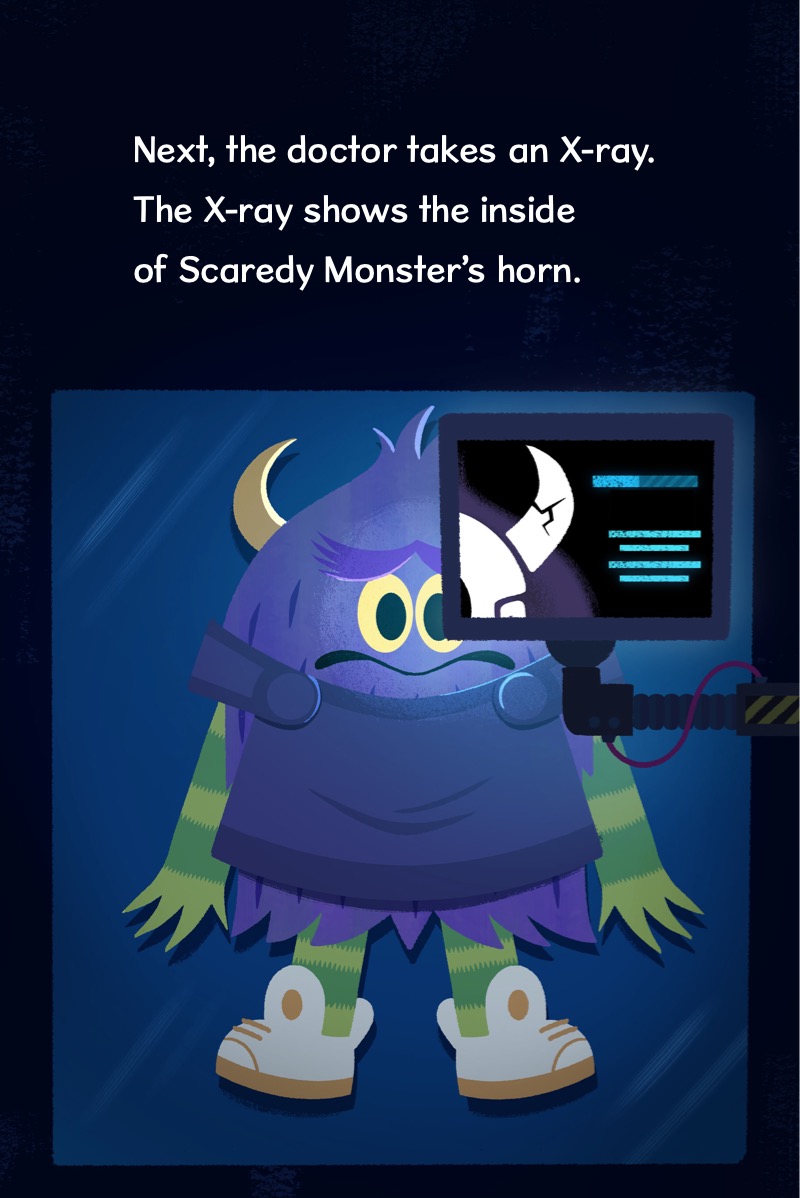 Next, the doctor takes an X-ray.
The X-ray shows the inside
of Scaredy Monster’s horn.